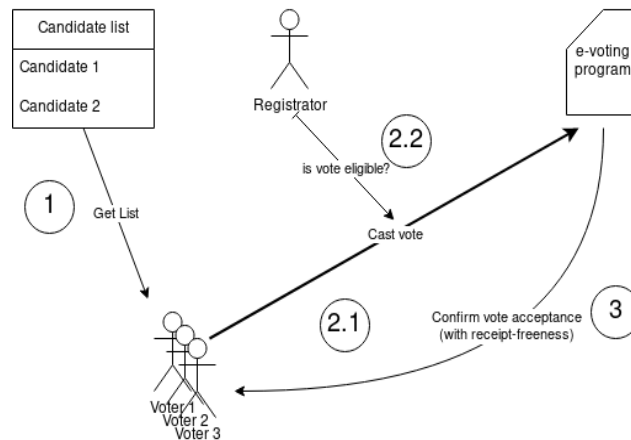 Candidate list
Candidate 1
Candidate 2
Registrator
e-voting
program
2.2
is vote eligible?
1
Get List
Cast vote
2.1
Confirm vote acceptance
(with receipt-freeness)
3
Voter 1
Voter 2
Voter 3